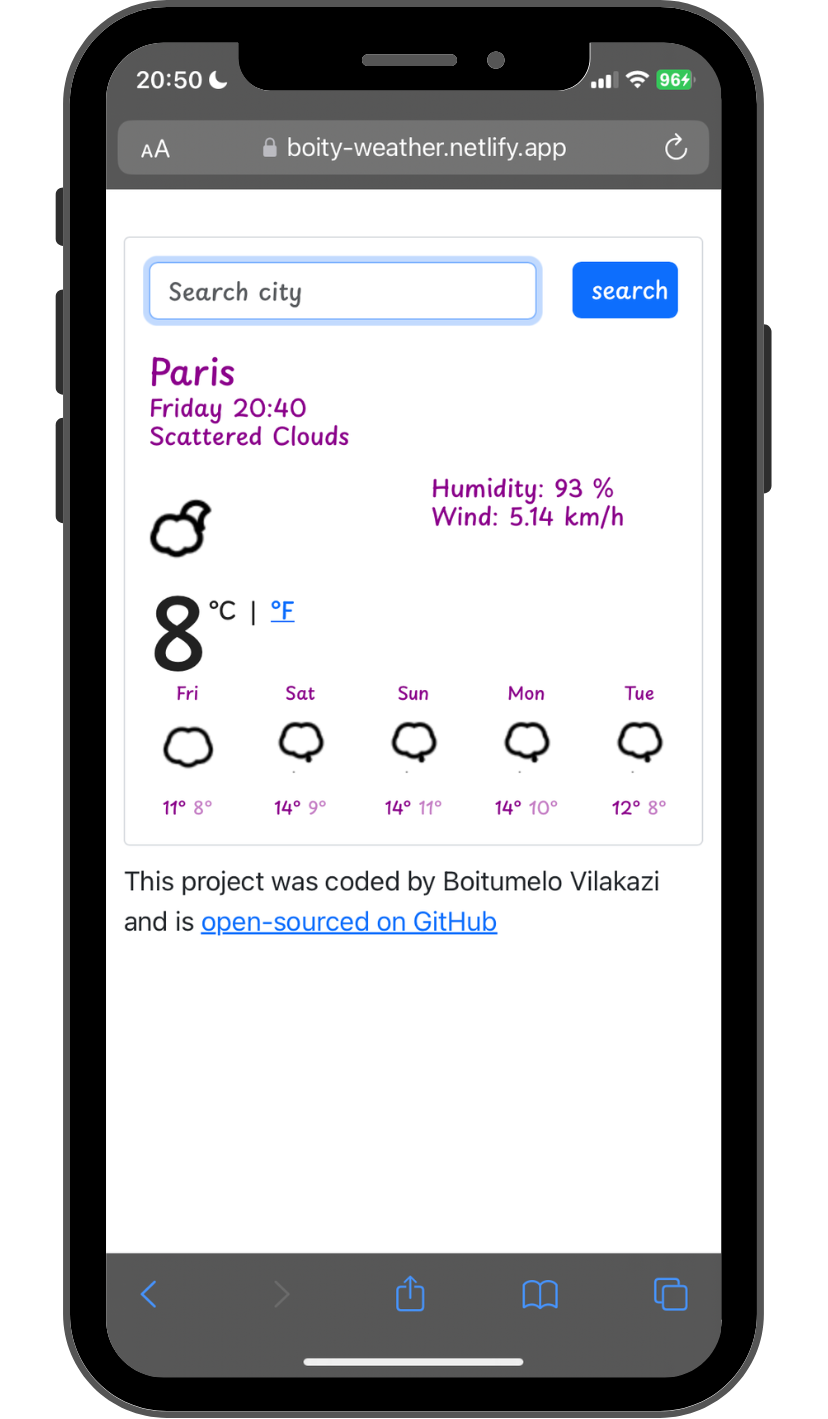 20:50
96
AA
boity-weather.netlify.app
Search city
search
Paris
Friday 20:40
Scattered Clouds
Humidity: 93 %
Wind: 5.14 km/h
8 °C | °F
Fri Sat Sun Mon Tue
11° 8° 14° 9° 14° 11° 14° 10° 12° 8°
This project was coded by Boitumelo Vilakazi
and is open-sourced on GitHub